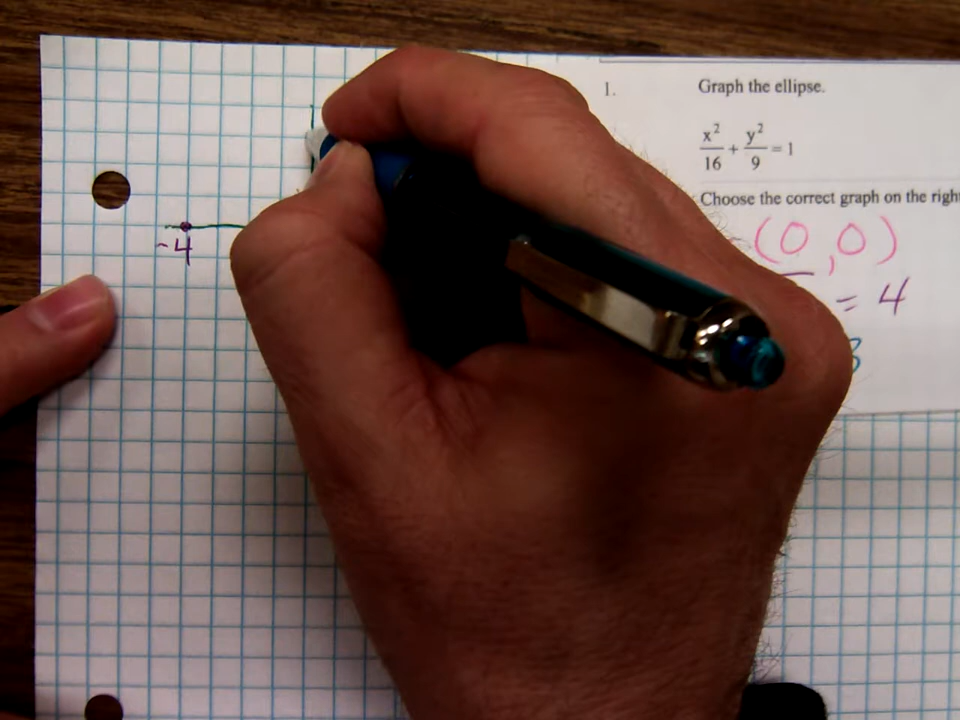 1. Graph the ellipse.
x²/16 + y²/9 = 1
Choose the correct graph on the right
(0,0)
-4
= 4
3